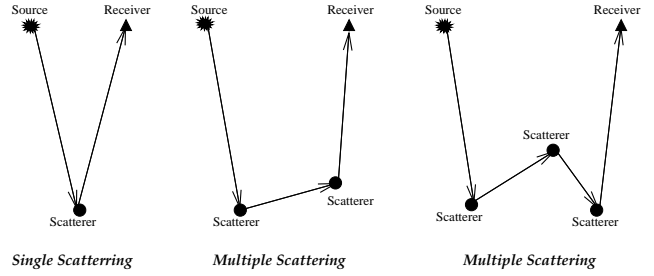 Source
Receiver
Scatterer
Single Scatterring
Source
Receiver
Scatterer
Scatterer
Multiple Scattering
Source
Receiver
Scatterer
Scatterer
Scatterer
Multiple Scattering